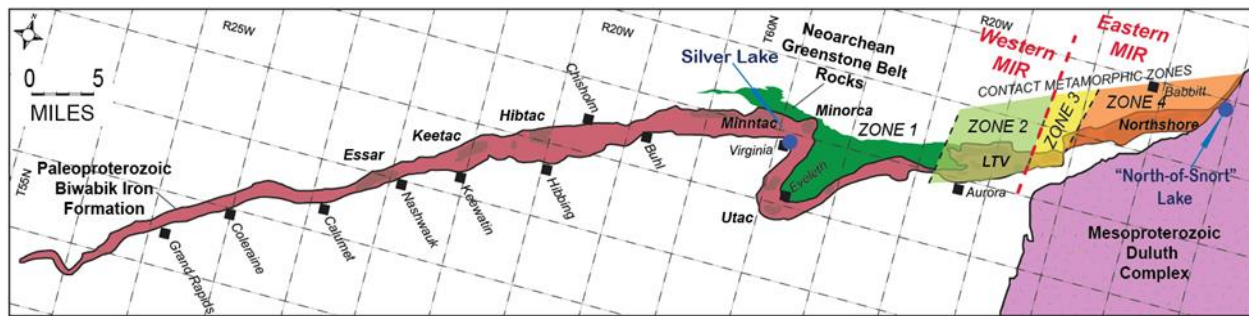 R25W
R20W
T60N
R20W
Western
MIR
Eastern
MIR
0 5
MILES
Neoarchean
Greenstone Belt
Rocks
Silver Lake
Chisholm
Minorca
CONTACT METAMORPHIC ZONES
Babbitt
Hibtac
Keetac
Essar
Minntac
ZONE 1
ZONE 2
ZONE 3
ZONE 4
Northshore
Buhl
Virginia
Eveleth
LTV
Aurora
"North-of-Snort"
Lake
T55N
Paleoproterozoic
Biwabik Iron
Formation
Hibbing
Keewatin
Nashwauk
Calumet
Coleraine
Grand Rapids
Utac
Mesoproterozoic
Duluth
Complex